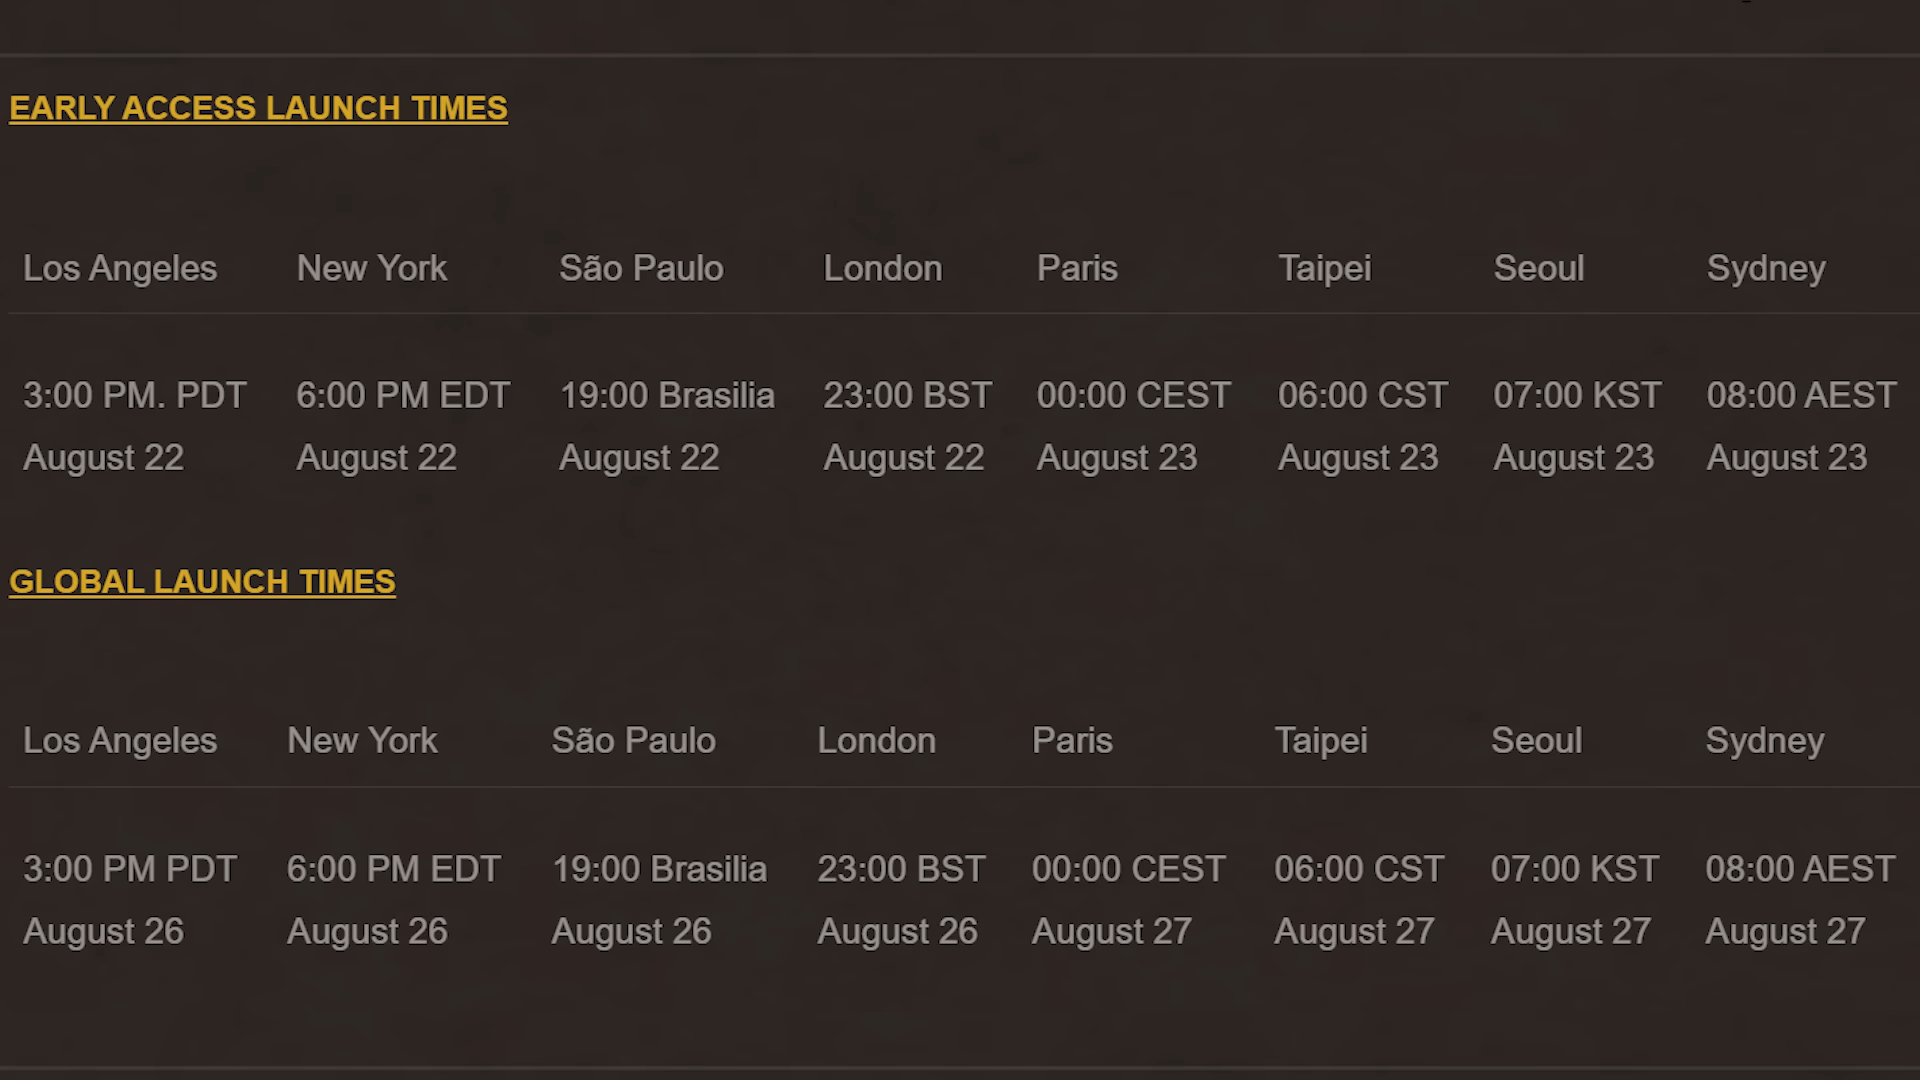 EARLY ACCESS LAUNCH TIMES
Los Angeles New York São Paulo London Paris Taipei Seoul Sydney
3:00 PM. PDT 6:00 PM EDT 19:00 Brasilia 23:00 BST 00:00 CEST 06:00 CST 07:00 KST 08:00 AEST
August 22 August 22 August 22 August 22 August 23 August 23 August 23 August 23
GLOBAL LAUNCH TIMES
Los Angeles New York São Paulo London Paris Taipei Seoul Sydney
3:00 PM PDT 6:00 PM EDT 19:00 Brasilia 23:00 BST 00:00 CEST 06:00 CST 07:00 KST 08:00 AEST
August 26 August 26 August 26 August 26 August 27 August 27 August 27 August 27